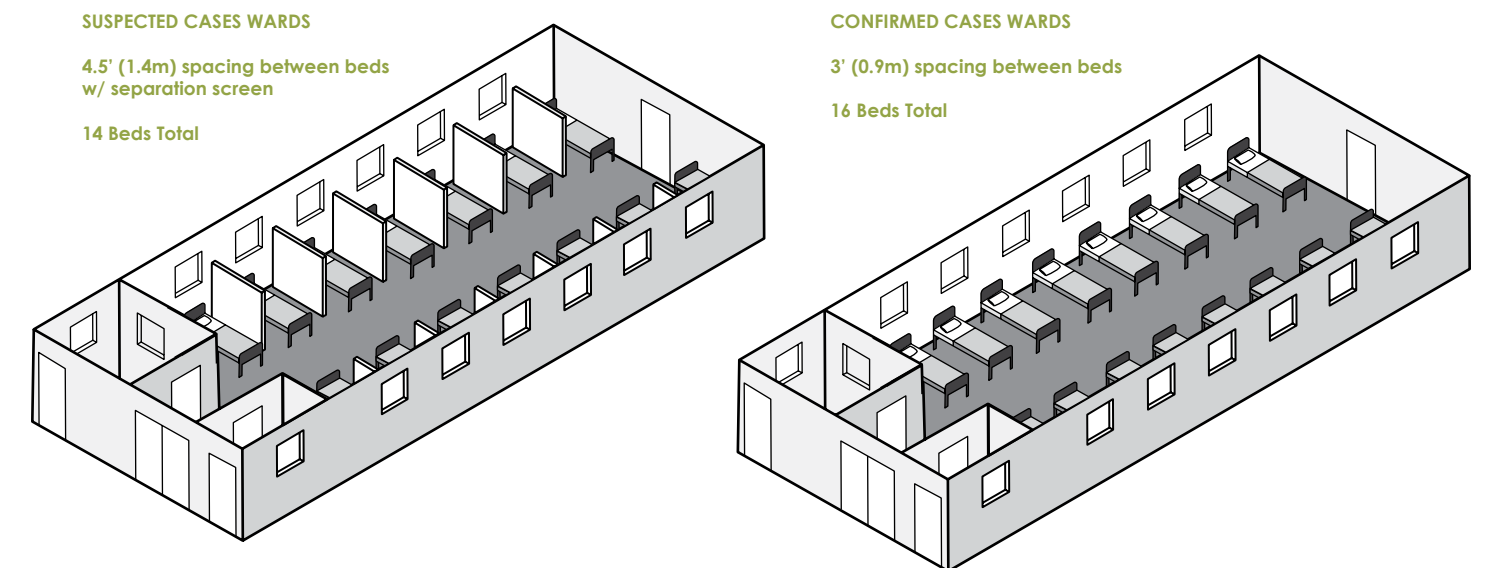 SUSPECTED CASES WARDS
4.5' (1.4m) spacing between beds
w/ separation screen
14 Beds Total
CONFIRMED CASES WARDS
3' (0.9m) spacing between beds
16 Beds Total